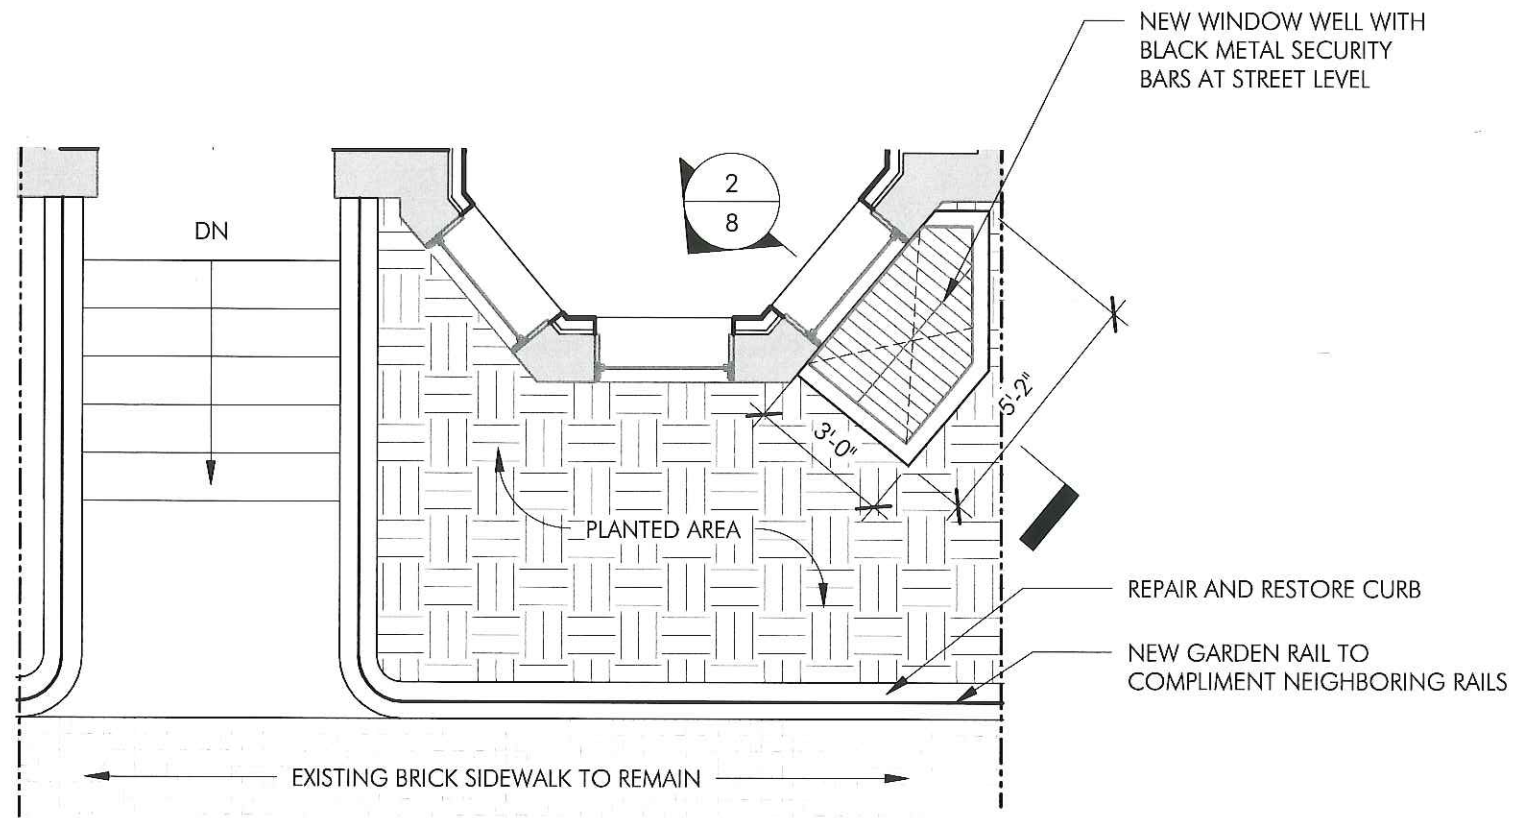 NEW WINDOW WELL WITH
BLACK METAL SECURITY
BARS AT STREET LEVEL
2
8
DN
5'-2"
3'-0"
PLANTED AREA
REPAIR AND RESTORE CURB
NEW GARDEN RAIL TO
COMPLIMENT NEIGHBORING RAILS
EXISTING BRICK SIDEWALK TO REMAIN